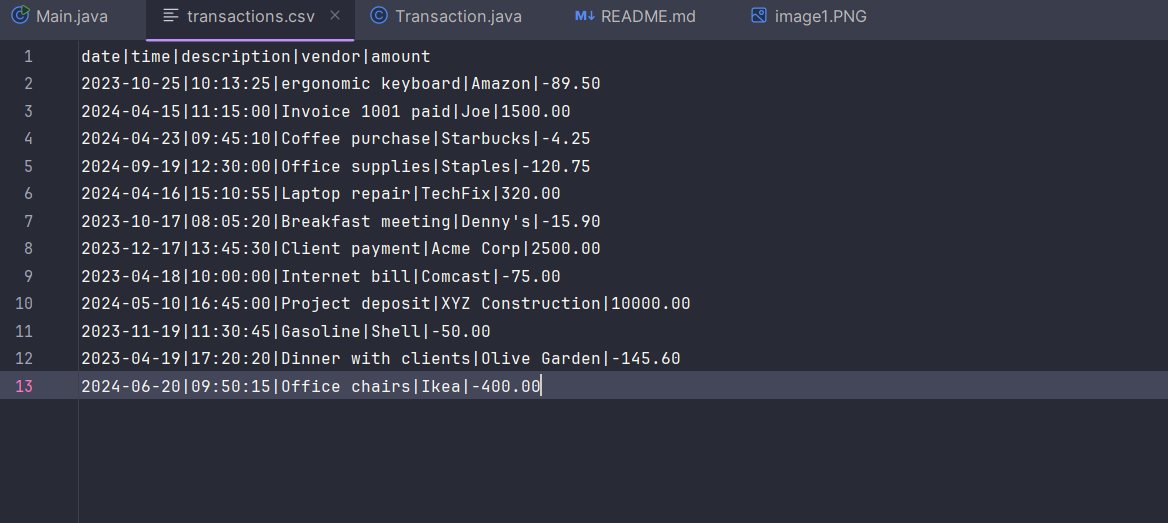 Main.java transactions.csv Transaction.java README.md image1.PNG
1 date|time|description|vendor|amount
2 2023-10-25|10:13:25|ergonomic keyboard|Amazon|-89.50
3 2024-04-15|11:15:00|Invoice 1001 paid|Joe|1500.00
4 2024-04-23|09:45:10|Coffee purchase|Starbucks|-4.25
5 2024-09-19|12:30:00|Office supplies|Staples|-120.75
6 2024-04-16|15:10:55|Laptop repair|TechFix|320.00
7 2023-10-17|08:05:20|Breakfast meeting|Denny's|-15.90
8 2023-12-17|13:45:30|Client payment|Acme Corp|2500.00
9 2023-04-18|10:00:00|Internet bill|Comcast|-75.00
10 2024-05-10|16:45:00|Project deposit|XYZ Construction|10000.00
11 2023-11-19|11:30:45|Gasoline|Shell|-50.00
12 2023-04-19|17:20:20|Dinner with clients|Olive Garden|-145.60
13 2024-06-20|09:50:15|Office chairs|Ikea|-400.00